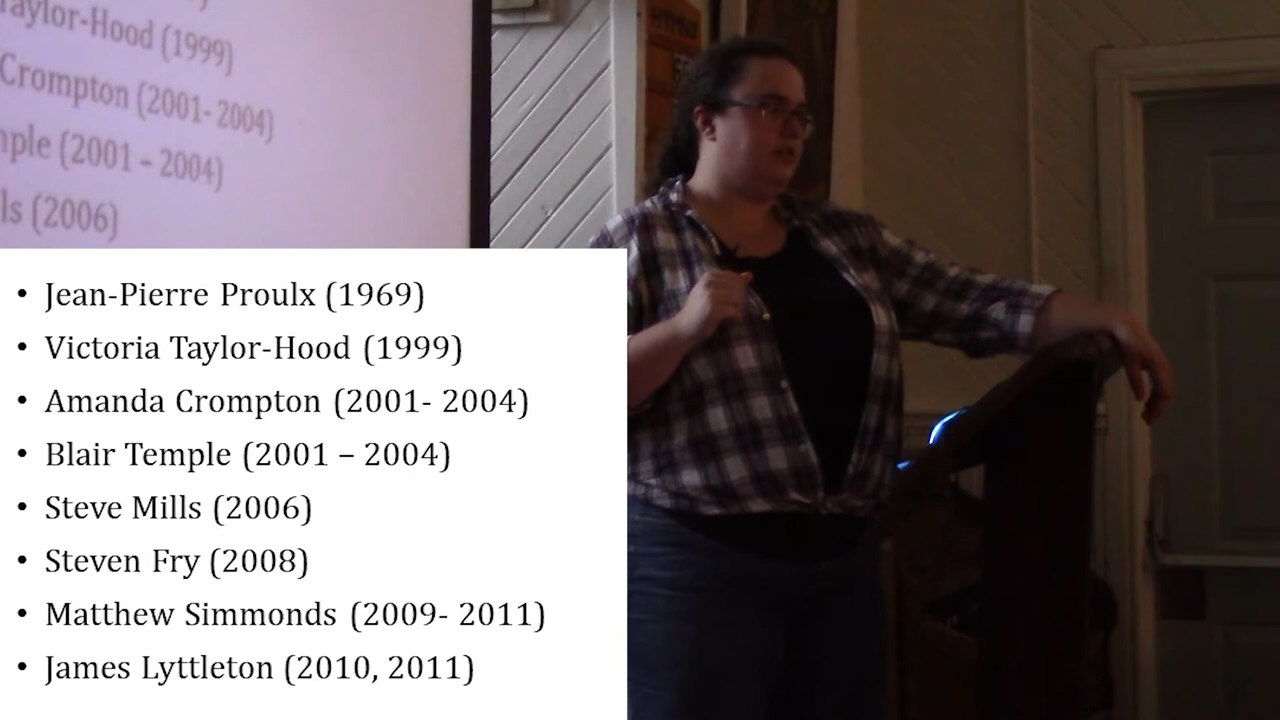 Taylor-Hood (1999)
Crompton (2001- 2004)
mple (2001 – 2004)
ls (2006)
• Jean-Pierre Proulx (1969)
• Victoria Taylor-Hood (1999)
• Amanda Crompton (2001- 2004)
• Blair Temple (2001 – 2004)
• Steve Mills (2006)
• Steven Fry (2008)
• Matthew Simmonds (2009- 2011)
• James Lyttleton (2010, 2011)